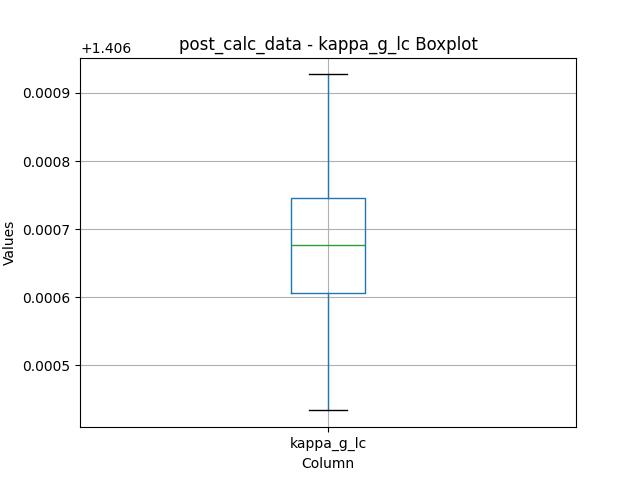 post_calc_data - kappa_g_lc Boxplot
+1.406
0.0009
0.0008
0.0007
0.0006
0.0005
Values
kappa_g_lc
Column